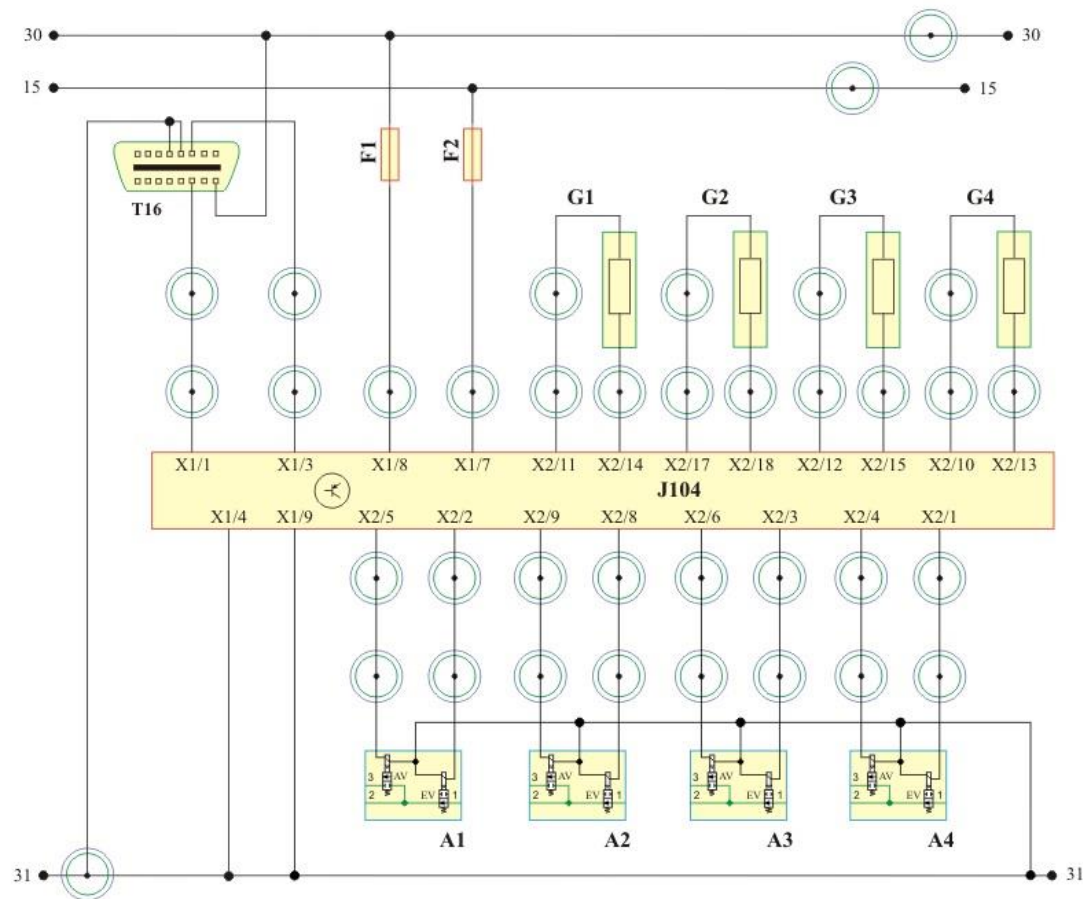 30 30
15 15
F1 F2
T16 G1 G2 G3 G4
X1/1 X1/3 X1/8 X1/7 X2/11 X2/14 X2/17 X2/18 X2/12 X2/15 X2/10 X2/13
J104
X1/4 X1/9 X2/5 X2/2 X2/9 X2/8 X2/6 X2/3 X2/4 X2/1
3 AV 3 AV 3 AV 3 AV
2 EV 1 2 EV 1 2 EV 1 2 EV 1
A1 A2 A3 A4
31 31